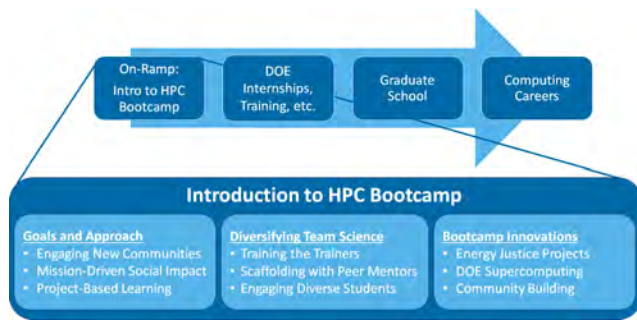 On-Ramp:
Intro to HPC
Bootcamp
DOE
Internships,
Training, etc.
Graduate
School
Computing
Careers
Introduction to HPC Bootcamp
Goals and Approach
• Engaging New Communities
• Mission-Driven Social Impact
• Project-Based Learning
Diversifying Team Science
• Training the Trainers
• Scaffolding with Peer Mentors
• Engaging Diverse Students
Bootcamp Innovations
• Energy Justice Projects
• DOE Supercomputing
• Community Building